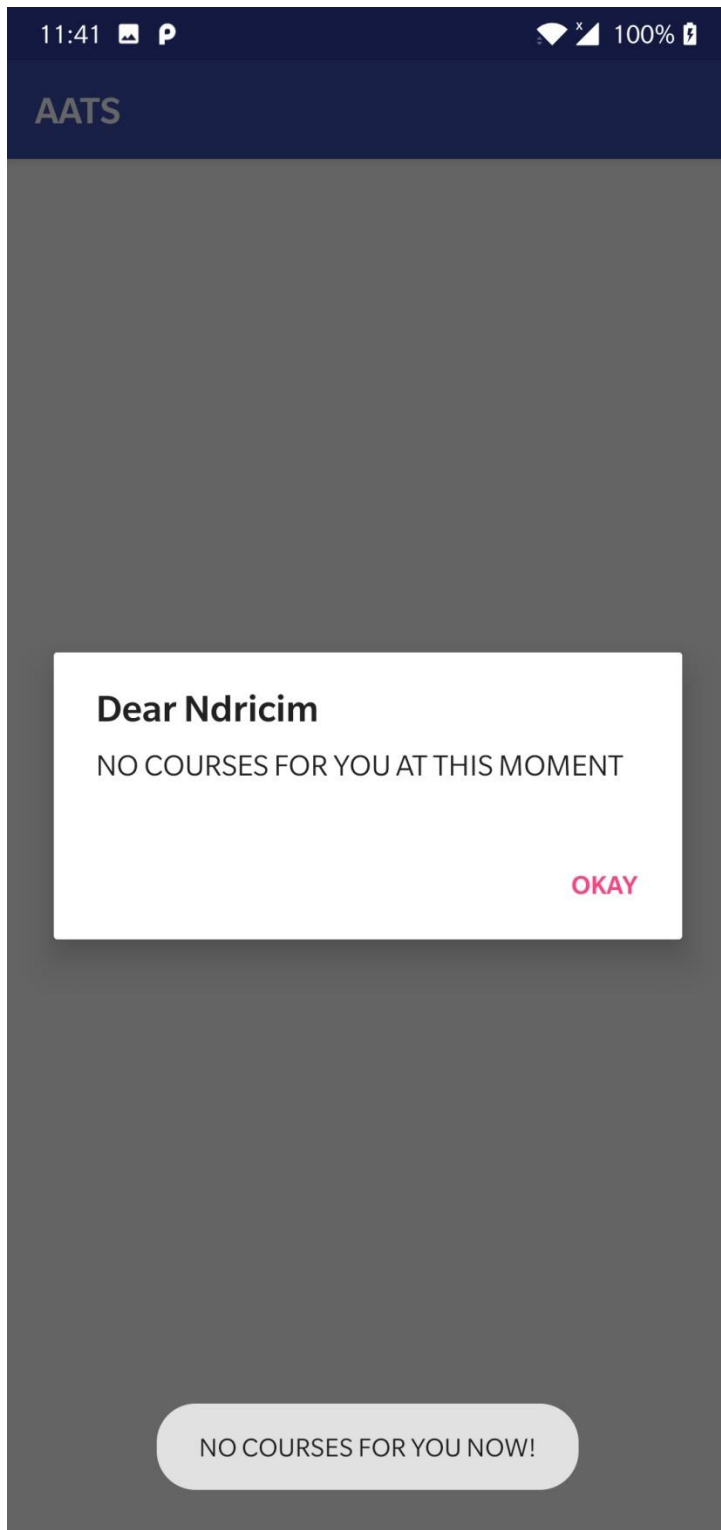 11:41
100%
AATS
Dear Ndricim
NO COURSES FOR YOU AT THIS MOMENT
OKAY
NO COURSES FOR YOU NOW!